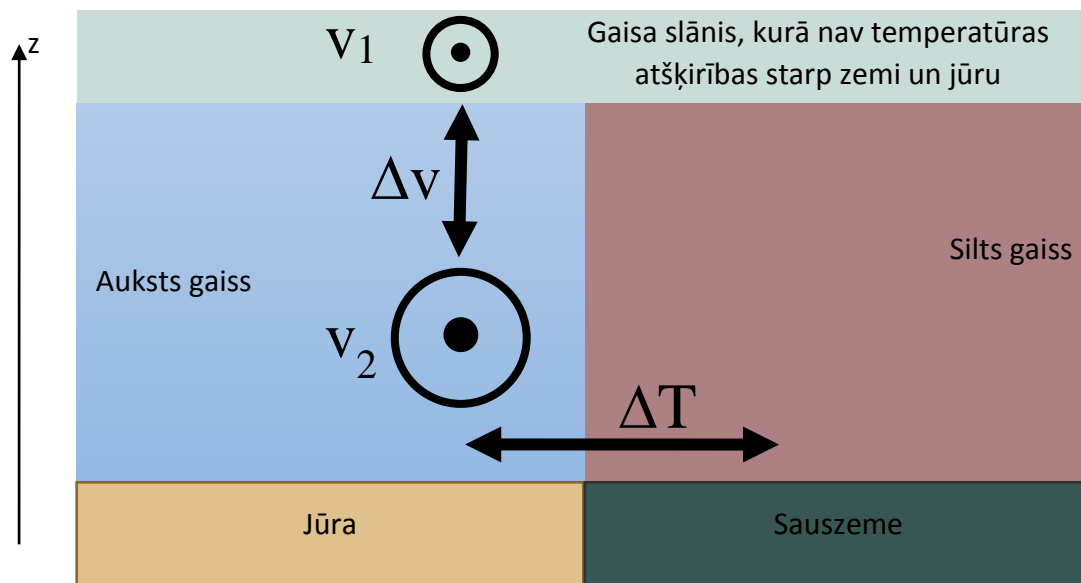 z
v₁
Gaisa slānis, kurā nav temperatūras
atšķirības starp zemi un jūru
Δv
Auksts gaiss
Silts gaiss
v₂
ΔT
Jūra
Sauszeme